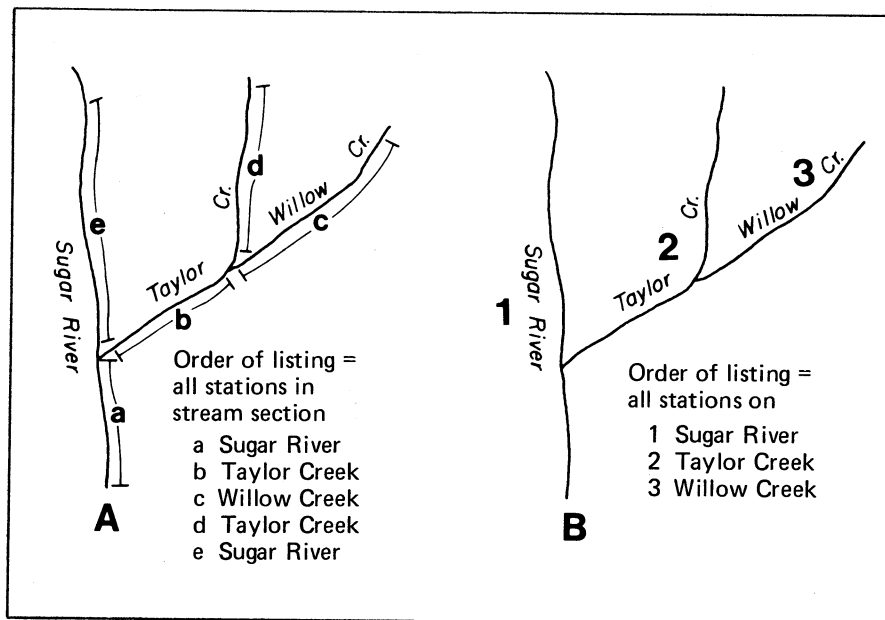 e
d
Cr.
Willow
Cr.
c
Sugar River
Taylor
b
a
Order of listing =
all stations in
stream section
a Sugar River
b Taylor Creek
c Willow Creek
d Taylor Creek
e Sugar River
A
1
Sugar River
2
Taylor
Cr.
Willow
3
Cr.
Order of listing =
all stations on
1 Sugar River
2 Taylor Creek
3 Willow Creek
B